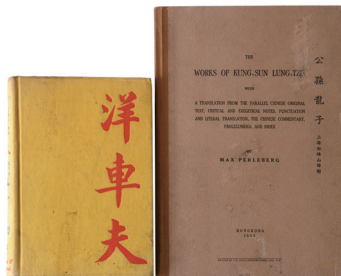 洋車夫
THE
WORKS OF KUNG-SUN LUNG-TZU
WITH
A TRANSLATION FROM THE PARALLEL CHINESE ORIGINAL
TEXT, CRITICAL AND EXEGETICAL NOTES, PUNCTUATION
AND LITERAL TRANSLATION, THE CHINESE COMMENTARY,
PROLEGOMENA, AND INDEX
BY
MAX PERLEBERG
HONGKONG
公孫龍子